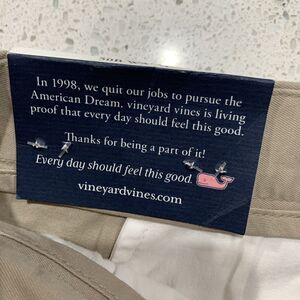 In 1998, we quit our jobs to pursue the
American Dream. vineyard vines is living
proof that every day should feel this good.
Thanks for being a part of it!
Every day should feel this good.
vineyardvines.com